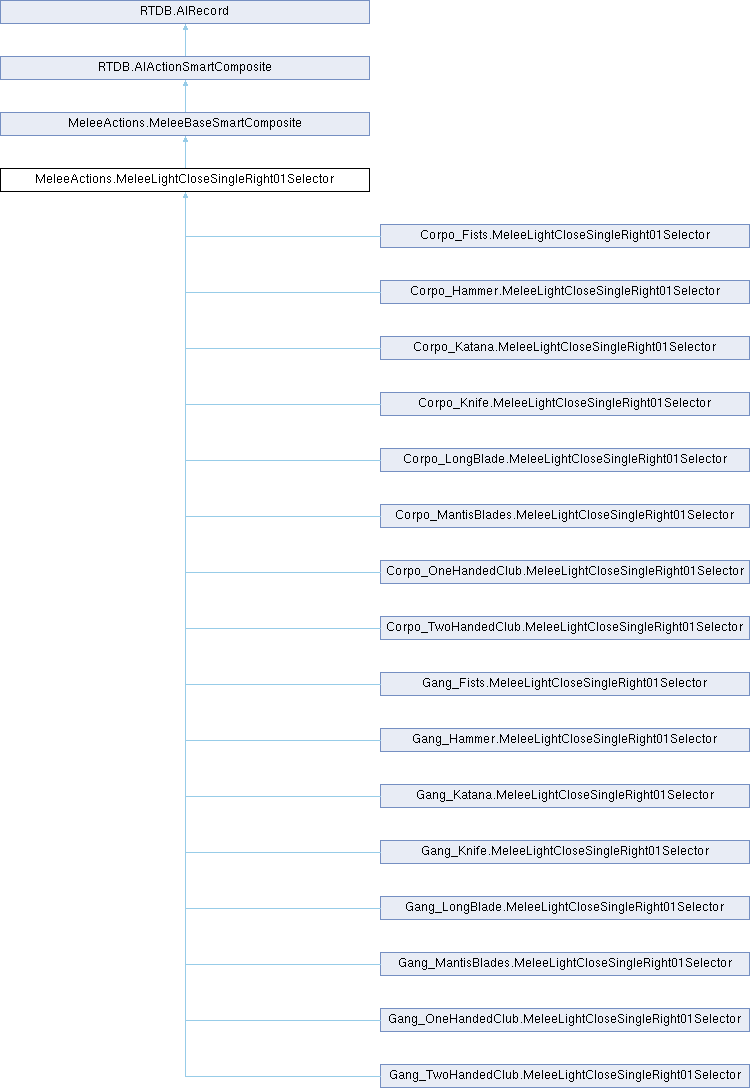 RTDB.AIRecord
RTDB.AIActionSmartComposite
MeleeActions.MeleeBaseSmartComposite
MeleeActions.MeleeLightCloseSingleRight01Selector
Corpo_Fists.MeleeLightCloseSingleRight01Selector
Corpo_Hammer.MeleeLightCloseSingleRight01Selector
Corpo_Katana.MeleeLightCloseSingleRight01Selector
Corpo_Knife.MeleeLightCloseSingleRight01Selector
Corpo_LongBlade.MeleeLightCloseSingleRight01Selector
Corpo_MantisBlades.MeleeLightCloseSingleRight01Selector
Corpo_OneHandedClub.MeleeLightCloseSingleRight01Selector
Corpo_TwoHandedClub.MeleeLightCloseSingleRight01Selector
Gang_Fists.MeleeLightCloseSingleRight01Selector
Gang_Hammer.MeleeLightCloseSingleRight01Selector
Gang_Katana.MeleeLightCloseSingleRight01Selector
Gang_Knife.MeleeLightCloseSingleRight01Selector
Gang_LongBlade.MeleeLightCloseSingleRight01Selector
Gang_MantisBlades.MeleeLightCloseSingleRight01Selector
Gang_OneHandedClub.MeleeLightCloseSingleRight01Selector
Gang_TwoHandedClub.MeleeLightCloseSingleRight01Selector